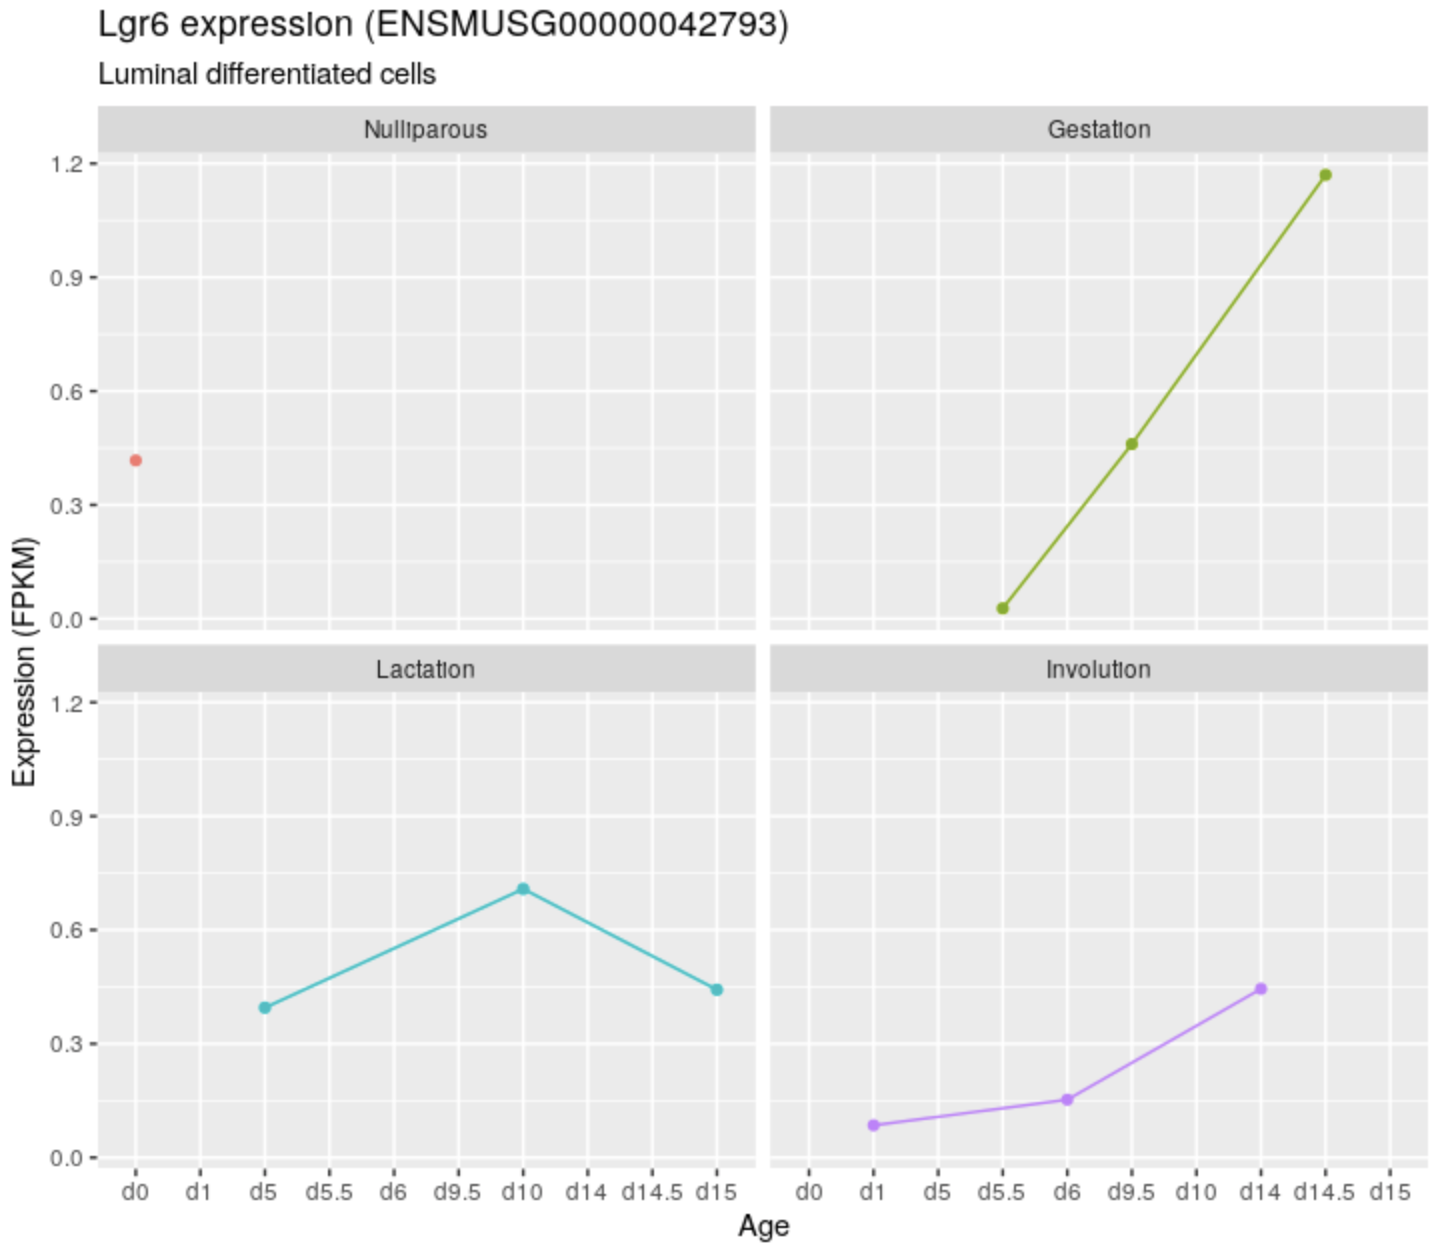 Lgr6 expression (ENSMUSG00000042793)
Luminal differentiated cells
Nulliparous
Gestation
1.2
0.9
0.6
0.3
0.0
Lactation
Involution
1.2
0.9
0.6
0.3
0.0
Expression (FPKM)
d0 d1 d5 d5.5 d6 d9.5 d10 d14 d14.5 d15
d0 d1 d5 d5.5 d6 d9.5 d10 d14 d14.5 d15
Age